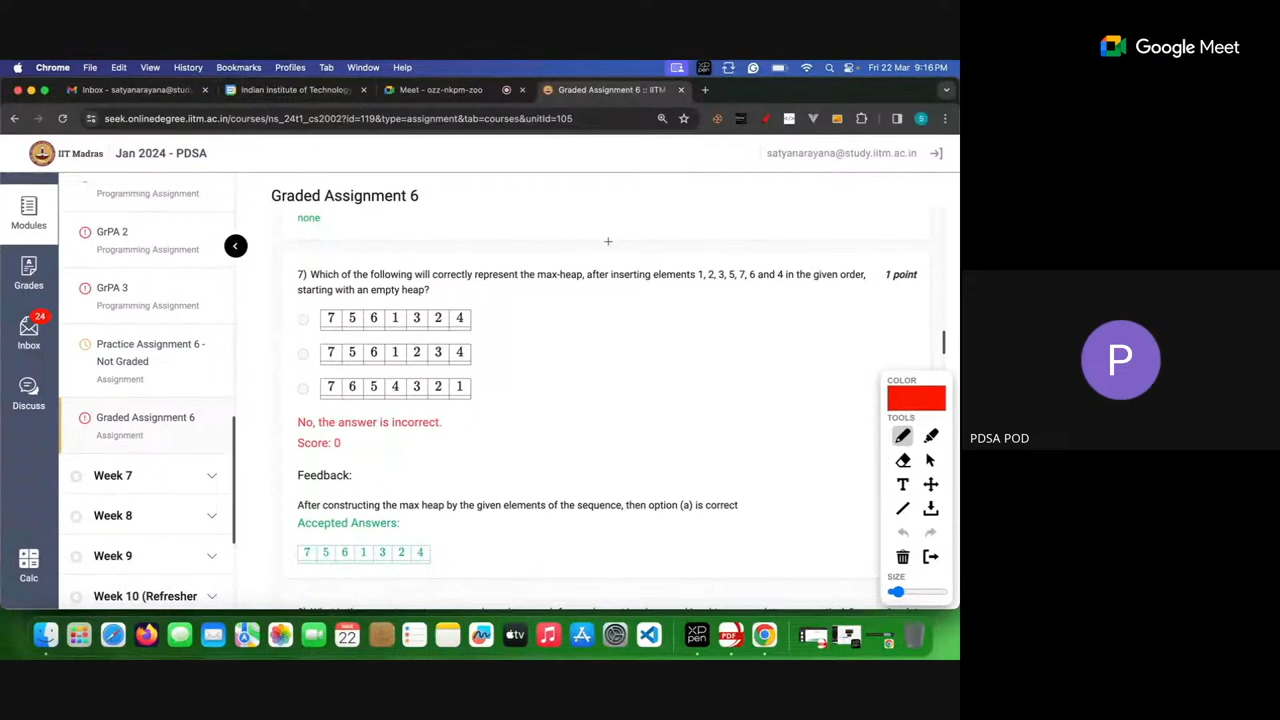 Google Meet
Chrome File Edit View History Bookmarks Profiles Tab Window Help Fri 22 Mar 9:16 PM
Inbox - satyanarayana@stud Indian Institute of Technology Meet - ozz-nkpm-zoo Graded Assignment 6 :: IITM
seek.onlinedegree.iitm.ac.in/courses/ns_24t1_cs2002?id=119&type=assignment&tab=courses&unitId=105
IIT Madras Jan 2024 - PDSA satyanarayana@study.iitm.ac.in
Modules
Grades
24
Inbox
Discuss
Calc
Programming Assignment
GrPA 2
Programming Assignment
GrPA 3
Programming Assignment
Practice Assignment 6 -
Not Graded
Assignment
Graded Assignment 6
Assignment
Week 7
Week 8
Week 9
Week 10 (Refresher
Graded Assignment 6
none
7) Which of the following will correctly represent the max-heap, after inserting elements 1, 2, 3, 5, 7, 6 and 4 in the given order, 1 point
starting with an empty heap?
7 5 6 1 3 2 4
7 5 6 1 2 3 4
7 6 5 4 3 2 1
No, the answer is incorrect.
Score: 0
Feedback:
After constructing the max heap by the given elements of the sequence, then option (a) is correct
Accepted Answers:
7 5 6 1 3 2 4
COLOR
TOOLS
T
SIZE
MAR
22
tv
XP
pen
PDF
P
PDSA POD